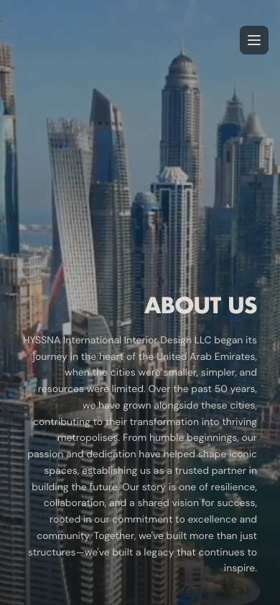 ABOUT US
HYSSNA International Interior Design LLC began its
journey in the heart of the United Arab Emirates,
when the cities were smaller, simpler, and
resources were limited. Over the past 50 years,
we have grown alongside these cities,
contributing to their transformation into thriving
metropolises. From humble beginnings, our
passion and dedication have helped shape iconic
spaces, establishing us as a trusted partner in
building the future. Our story is one of resilience,
collaboration, and a shared vision for success,
rooted in our commitment to excellence and
community. Together, we've built more than just
structures—we've built a legacy that continues to
.inspire